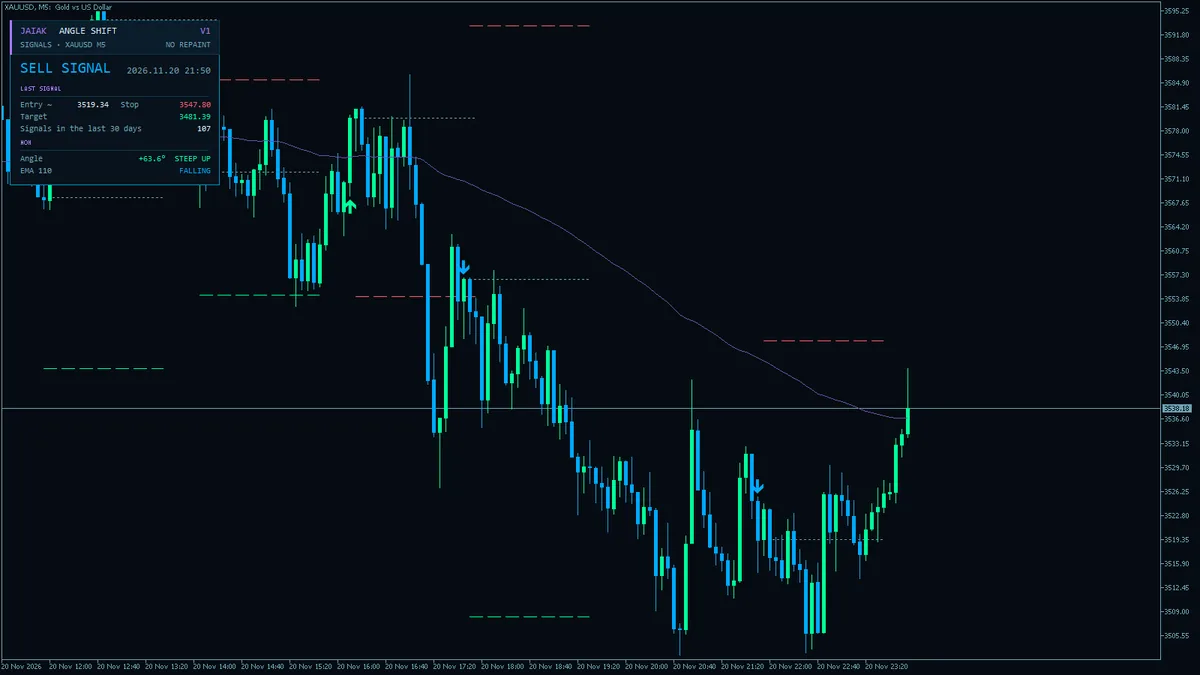 XAUUSD, M5: Gold vs US Dollar
JAIAK ANGLE SHIFT V1
SIGNALS · XAUUSD M5 NO REPAINT
SELL SIGNAL 2026.11.20 21:50
LAST SIGNAL
Entry ~ 3519.34 Stop 3547.80
Target 3481.39
Signals in the last 30 days 107
NOW
Angle +63.6° STEEP UP
EMA 110 FALLING
3595.25
3591.80
3588.35
3584.90
3581.45
3578.00
3574.55
3571.10
3567.65
3564.20
3560.75
3557.30
3553.85
3550.40
3546.95
3543.50
3540.05
3538.18
3536.60
3533.15
3529.70
3526.25
3522.80
3519.35
3515.90
3512.45
3509.00
3505.55
20 Nov 2026 20 Nov 12:00 20 Nov 12:40 20 Nov 13:20 20 Nov 14:00 20 Nov 14:40 20 Nov 15:20 20 Nov 16:00 20 Nov 16:40 20 Nov 17:20 20 Nov 18:00 20 Nov 18:40 20 Nov 19:20 20 Nov 20:00 20 Nov 20:40 20 Nov 21:20 20 Nov 22:00 20 Nov 22:40 20 Nov 23:20